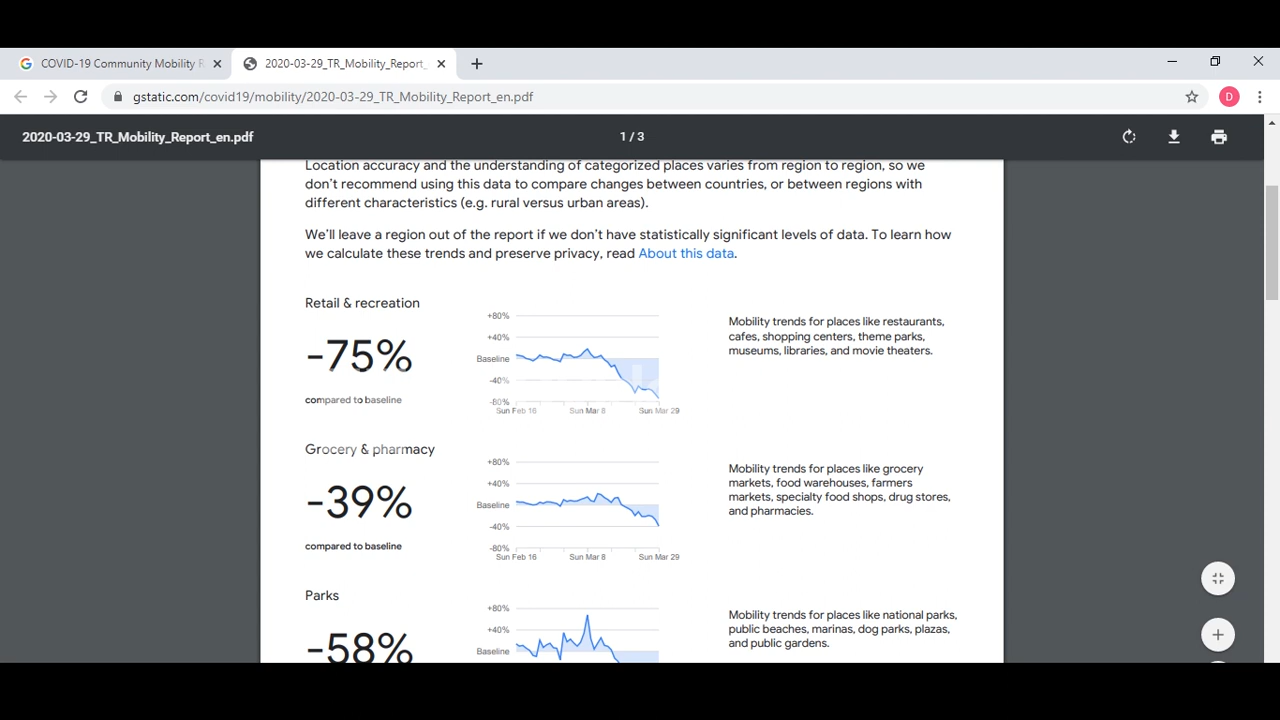 COVID-19 Community Mobility R
2020-03-29_TR_Mobility_Report_
gstatic.com/covid19/mobility/2020-03-29_TR_Mobility_Report_en.pdf
D
2020-03-29_TR_Mobility_Report_en.pdf
1 / 3
Location accuracy and the understanding of categorized places varies from region to region, so we
don’t recommend using this data to compare changes between countries, or between regions with
different characteristics (e.g. rural versus urban areas).
We’ll leave a region out of the report if we don’t have statistically significant levels of data. To learn how
we calculate these trends and preserve privacy, read About this data.
Retail & recreation
-75%
compared to baseline
+80%
+40%
Baseline
-40%
-80%
Sun Feb 16 Sun Mar 8 Sun Mar 29
Mobility trends for places like restaurants,
cafes, shopping centers, theme parks,
museums, libraries, and movie theaters.
Grocery & pharmacy
-39%
compared to baseline
+80%
+40%
Baseline
-40%
-80%
Sun Feb 16 Sun Mar 8 Sun Mar 29
Mobility trends for places like grocery
markets, food warehouses, farmers
markets, specialty food shops, drug stores,
and pharmacies.
Parks
-58%
+80%
+40%
Baseline
Mobility trends for places like national parks,
public beaches, marinas, dog parks, plazas,
and public gardens.